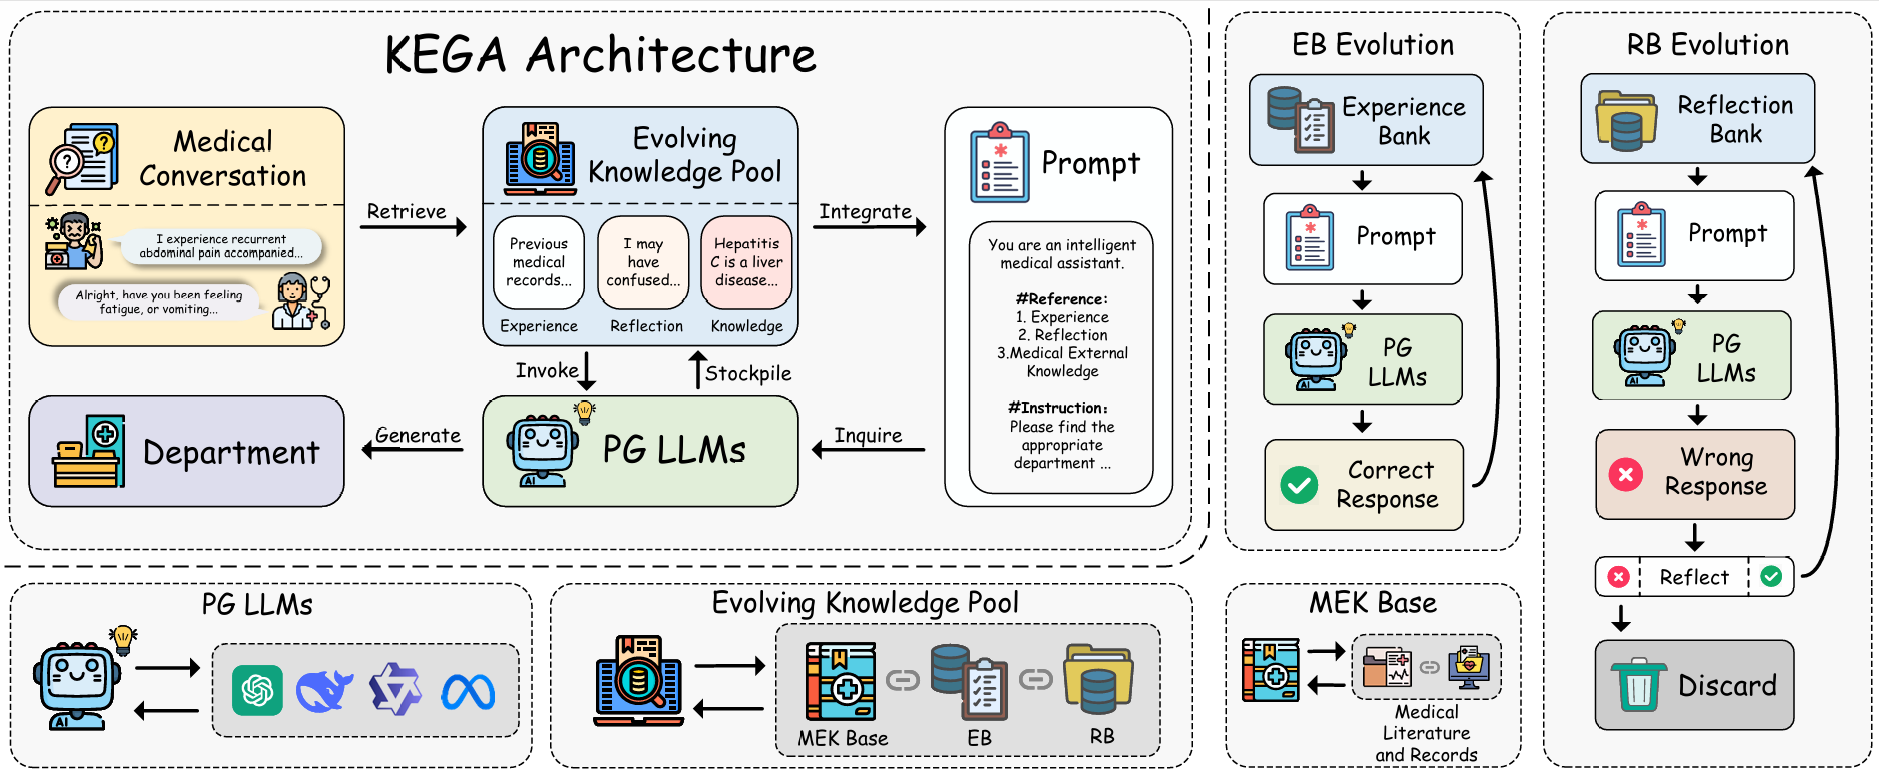 KEGA Architecture
Medical
Conversation
I experience recurrent
abdominal pain accompanied...
Alright, have you been feeling
fatigue, or vomiting...
Retrieve
Evolving
Knowledge Pool
Previous
medical
records...
Experience
I may
have
confused...
Reflection
Hepatitis
C is a liver
disease...
Knowledge
Integrate
Prompt
You are an intelligent
medical assistant.
#Reference:
1. Experience
2. Reflection
3.Medical External
Knowledge
#Instruction:
Please find the
appropriate
department ...
Invoke
Stockpile
Department
Generate
AI
PG LLMs
Inquire
EB Evolution
Experience
Bank
Prompt
AI
PG
LLMs
Correct
Response
RB Evolution
Reflection
Bank
Prompt
AI
PG
LLMs
Wrong
Response
Reflect
Discard
PG LLMs
AI
Evolving Knowledge Pool
MEK Base
EB
RB
MEK Base
Medical
Literature
and Records